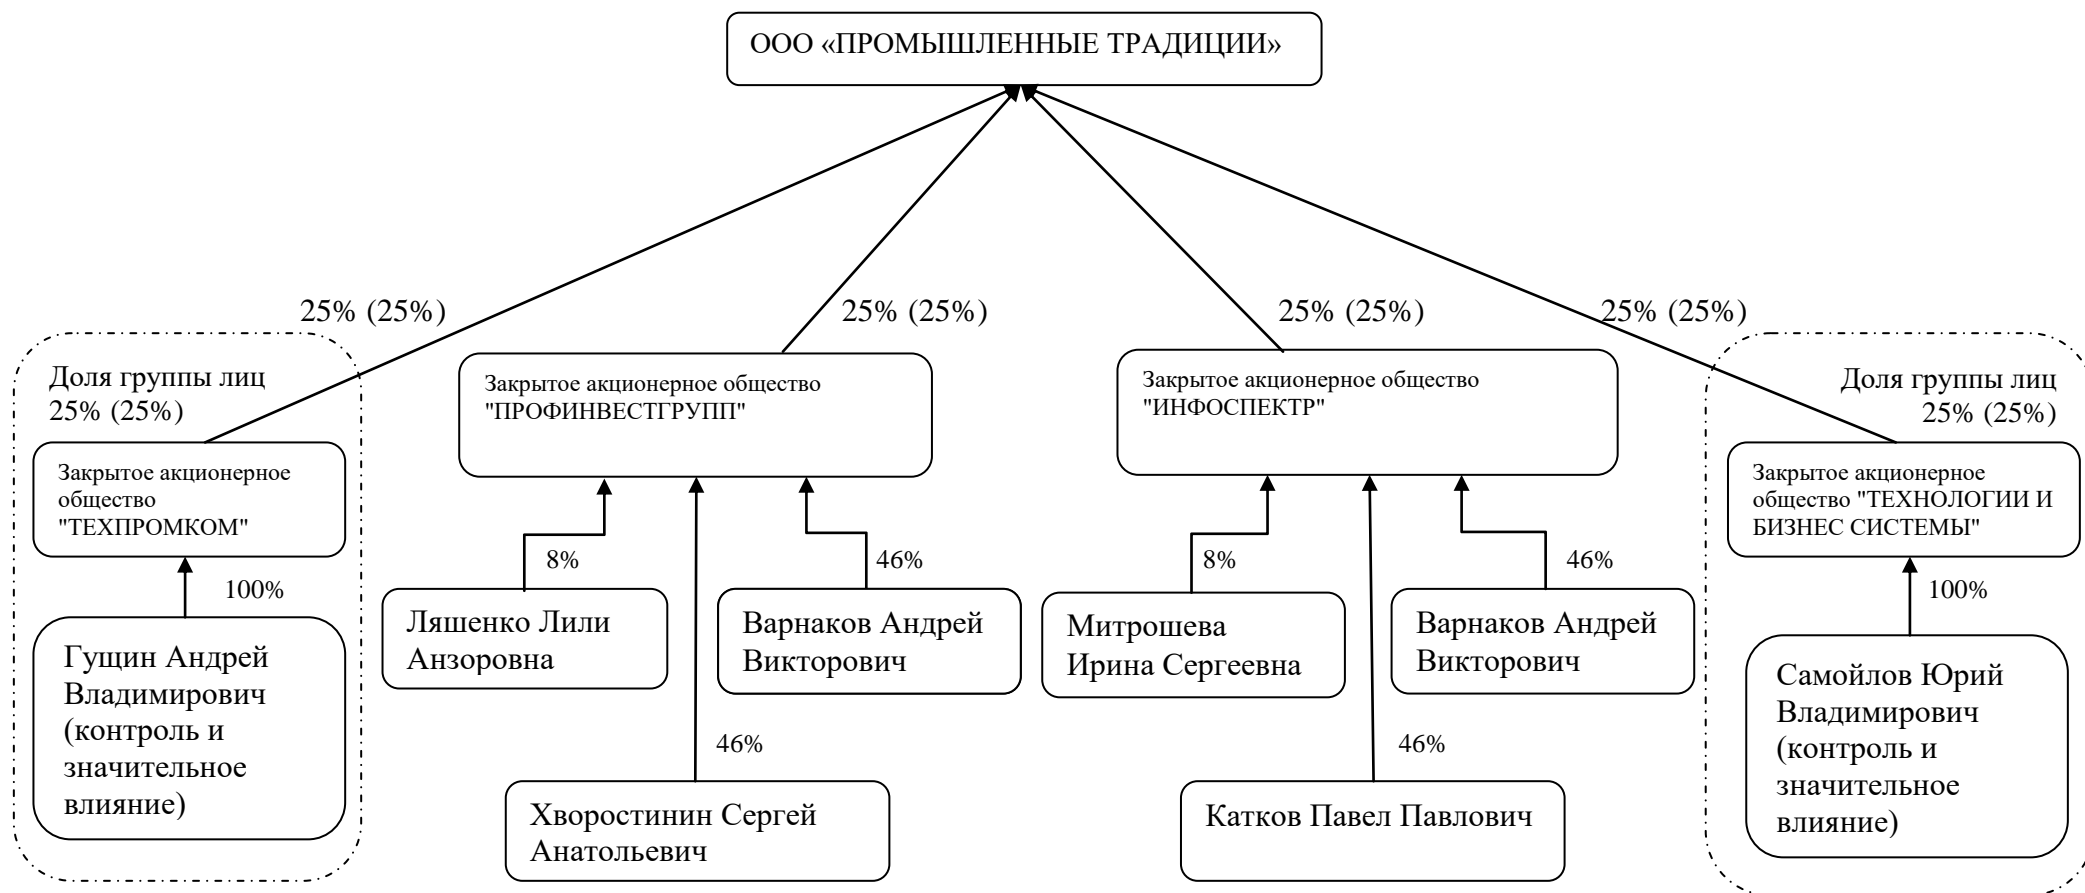 ООО «ПРОМЫШЛЕННЫЕ ТРАДИЦИИ»
25% (25%)
25% (25%)
25% (25%)
25% (25%)
Доля группы лиц
25% (25%)
Закрытое акционерное
общество
"ТЕХПРОМКОМ"
100%
Гущин Андрей
Владимирович
(контроль и
значительное
влияние)
Закрытое акционерное общество
"ПРОФИНВЕСТГРУПП"
8%
46%
Ляшенко Лили
Анзоровна
Варнаков Андрей
Викторович
46%
Хворостинин Сергей
Анатольевич
Закрытое акционерное общество
"ИНФОСПЕКТР"
8%
46%
Митрошева
Ирина Сергеевна
Варнаков Андрей
Викторович
46%
Катков Павел Павлович
Доля группы лиц
25% (25%)
Закрытое акционерное
общество "ТЕХНОЛОГИИ И
БИЗНЕС СИСТЕМЫ"
100%
Самойлов Юрий
Владимирович
(контроль и
значительное
влияние)